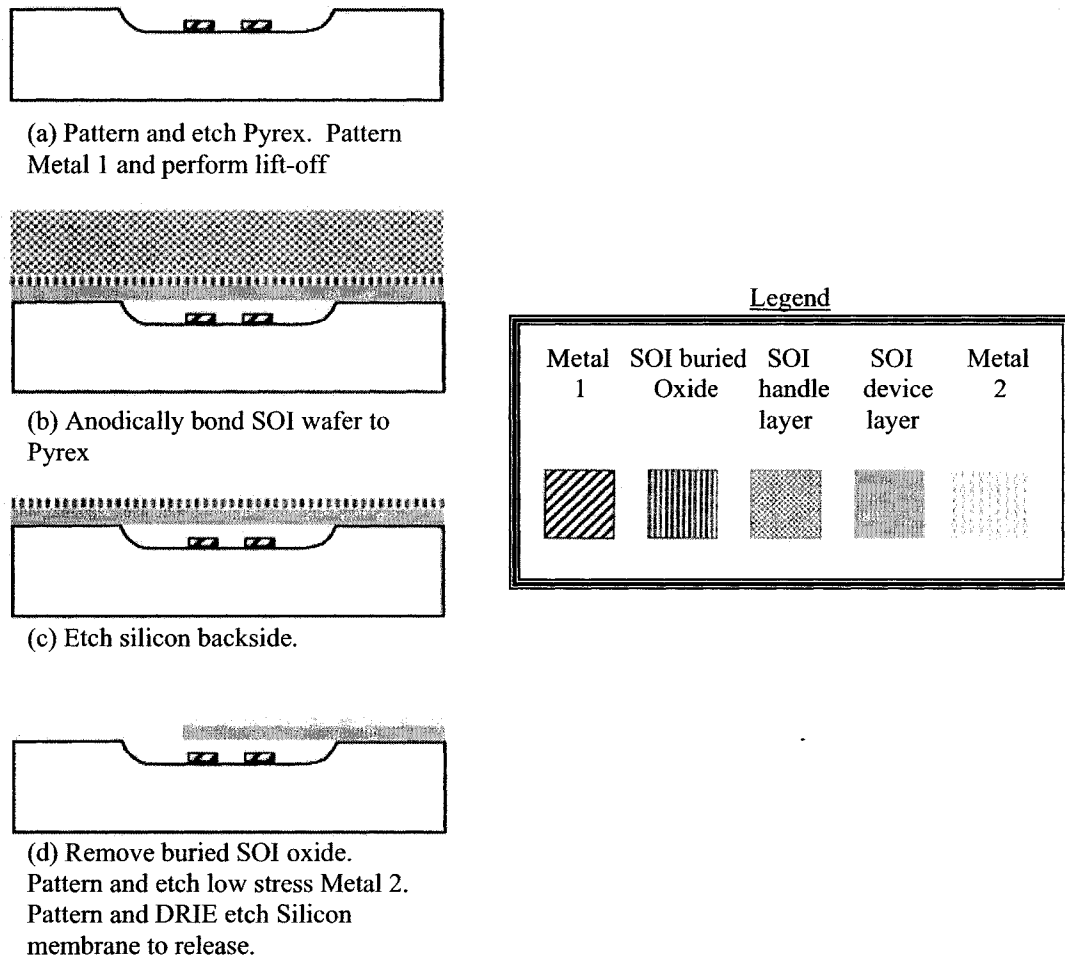 (a) Pattern and etch Pyrex. Pattern
Metal 1 and perform lift-off
(b) Anodically bond SOI wafer to
Pyrex
(c) Etch silicon backside.
(d) Remove buried SOI oxide.
Pattern and etch low stress Metal 2.
Pattern and DRIE etch Silicon
membrane to release.
Legend
Metal 1
SOI buried Oxide
SOI handle layer
SOI device layer
Metal 2